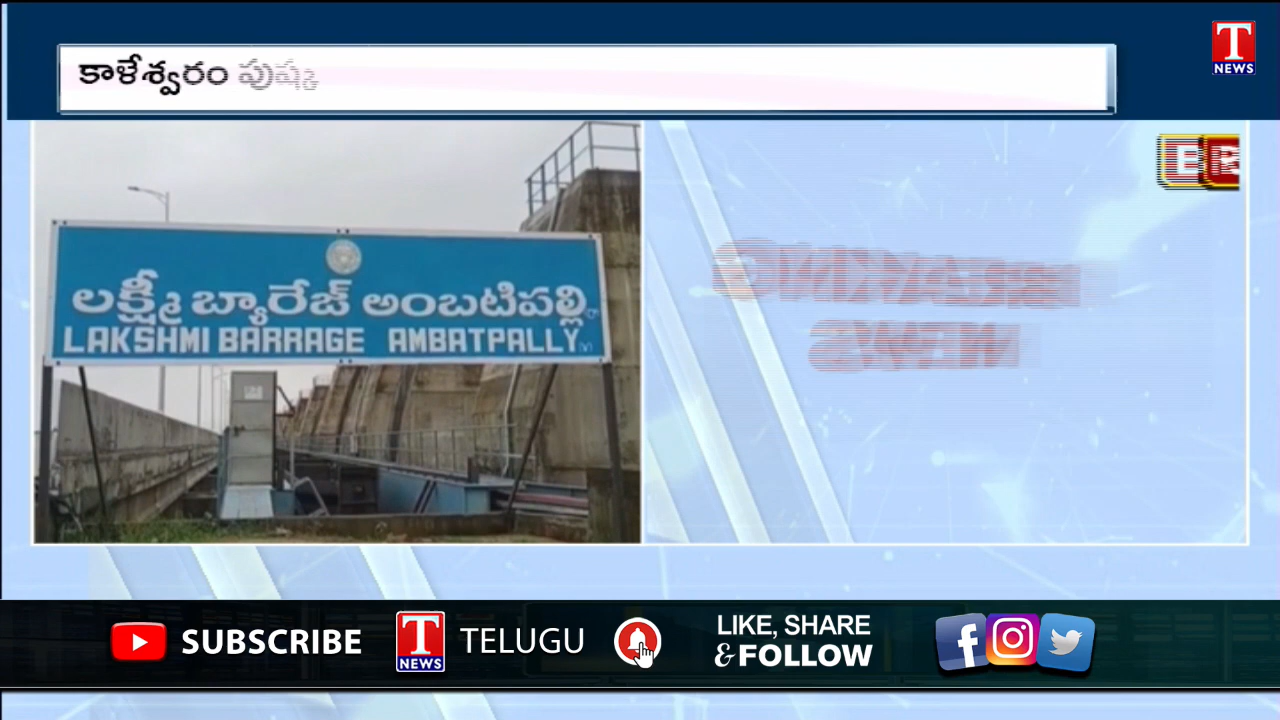 కాళేశ్వరం
T
NEWS
లక్ష్మీ బ్యారేజ్ అంబటిపల్లి
LAKSHMI BARRAGE AMBATPALLY(V)
SUBSCRIBE
T
NEWS
TELUGU
LIKE, SHARE
& FOLLOW